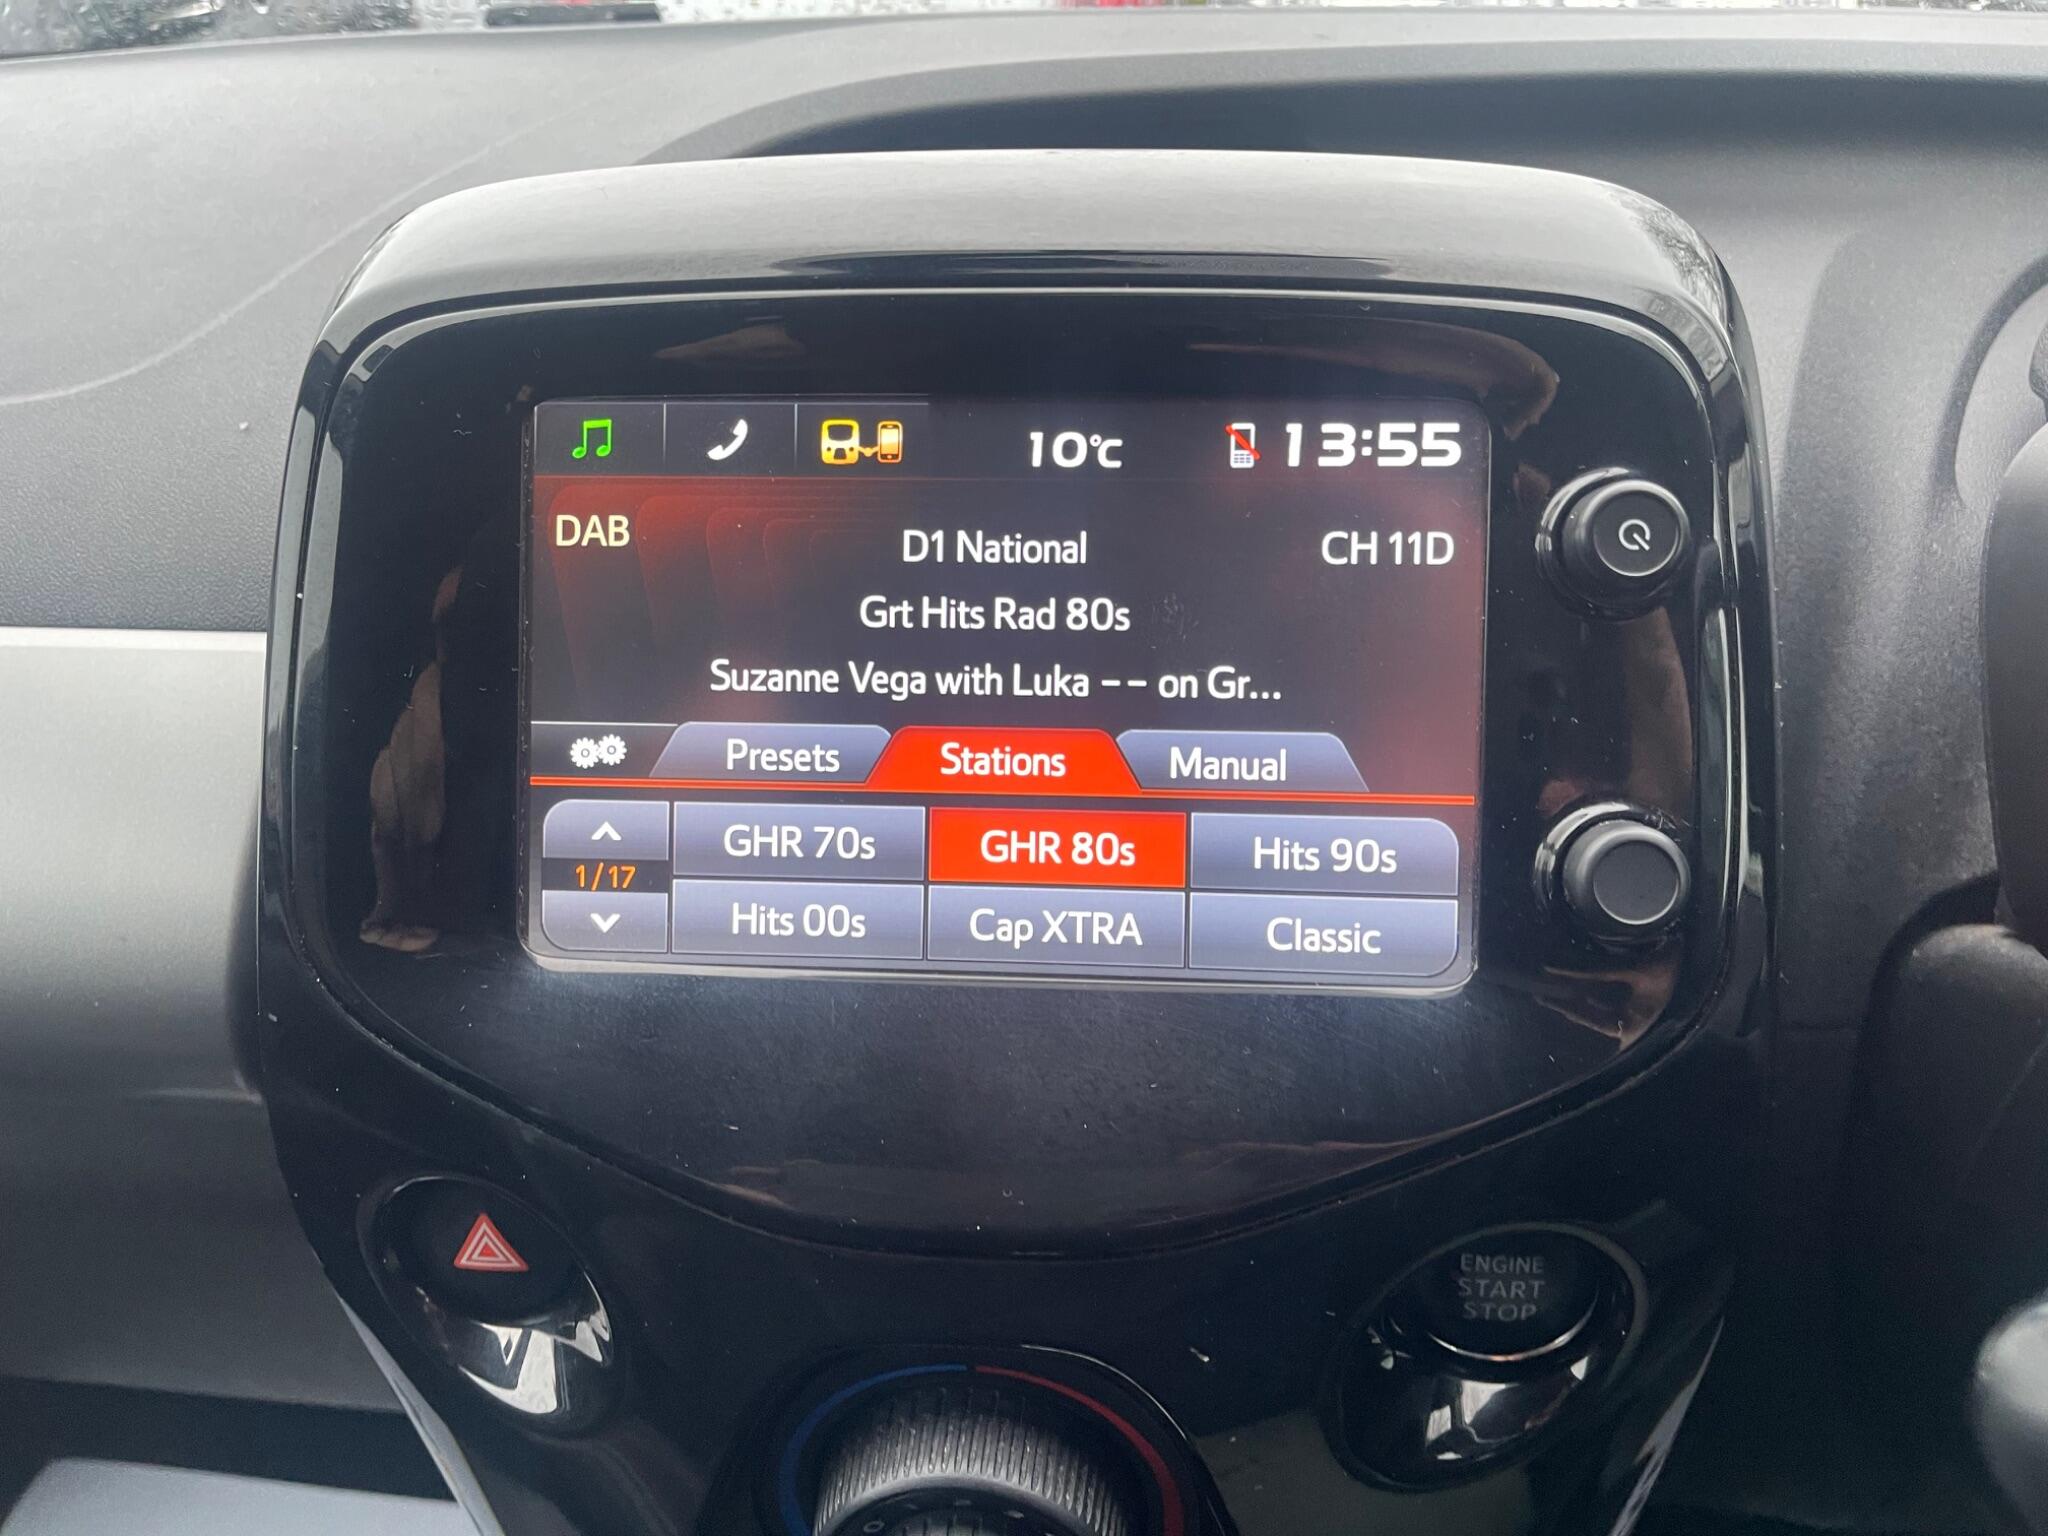 10°C 13:55
DAB D1 National CH 11D
Grt Hits Rad 80s
Suzanne Vega with Luka -- on Gr...
Presets Stations Manual
GHR 70s GHR 80s Hits 90s
1/17
Hits 00s Cap XTRA Classic
ENGINE
START
STOP